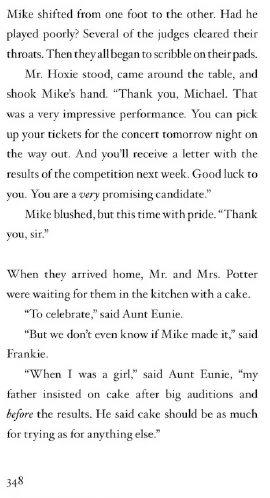 Mike shifted from one foot to the other. Had he
played poorly? Several of the judges cleared their
throats. Then they all began to scribble on their pads.
Mr. Hoxie stood, came around the table, and
shook Mike's hand. “Thank you, Michael. That
was a very impressive performance. You can pick
up your tickets for the concert tomorrow night on
the way out. And you'll receive a letter with the
results of the competition next week. Good luck to
you. You are a very promising candidate.”
Mike blushed, but this time with pride. “Thank
you, sir.”
When they arrived home, Mr. and Mrs. Potter
were waiting for them in the kitchen with a cake.
“To celebrate,” said Aunt Eunie.
“But we don't even know if Mike made it,” said
Frankie.
“When I was a girl,” said Aunt Eunie, “my
father insisted on cake after big auditions and
before the results. He said cake should be as much
for trying as for anything else.”
348